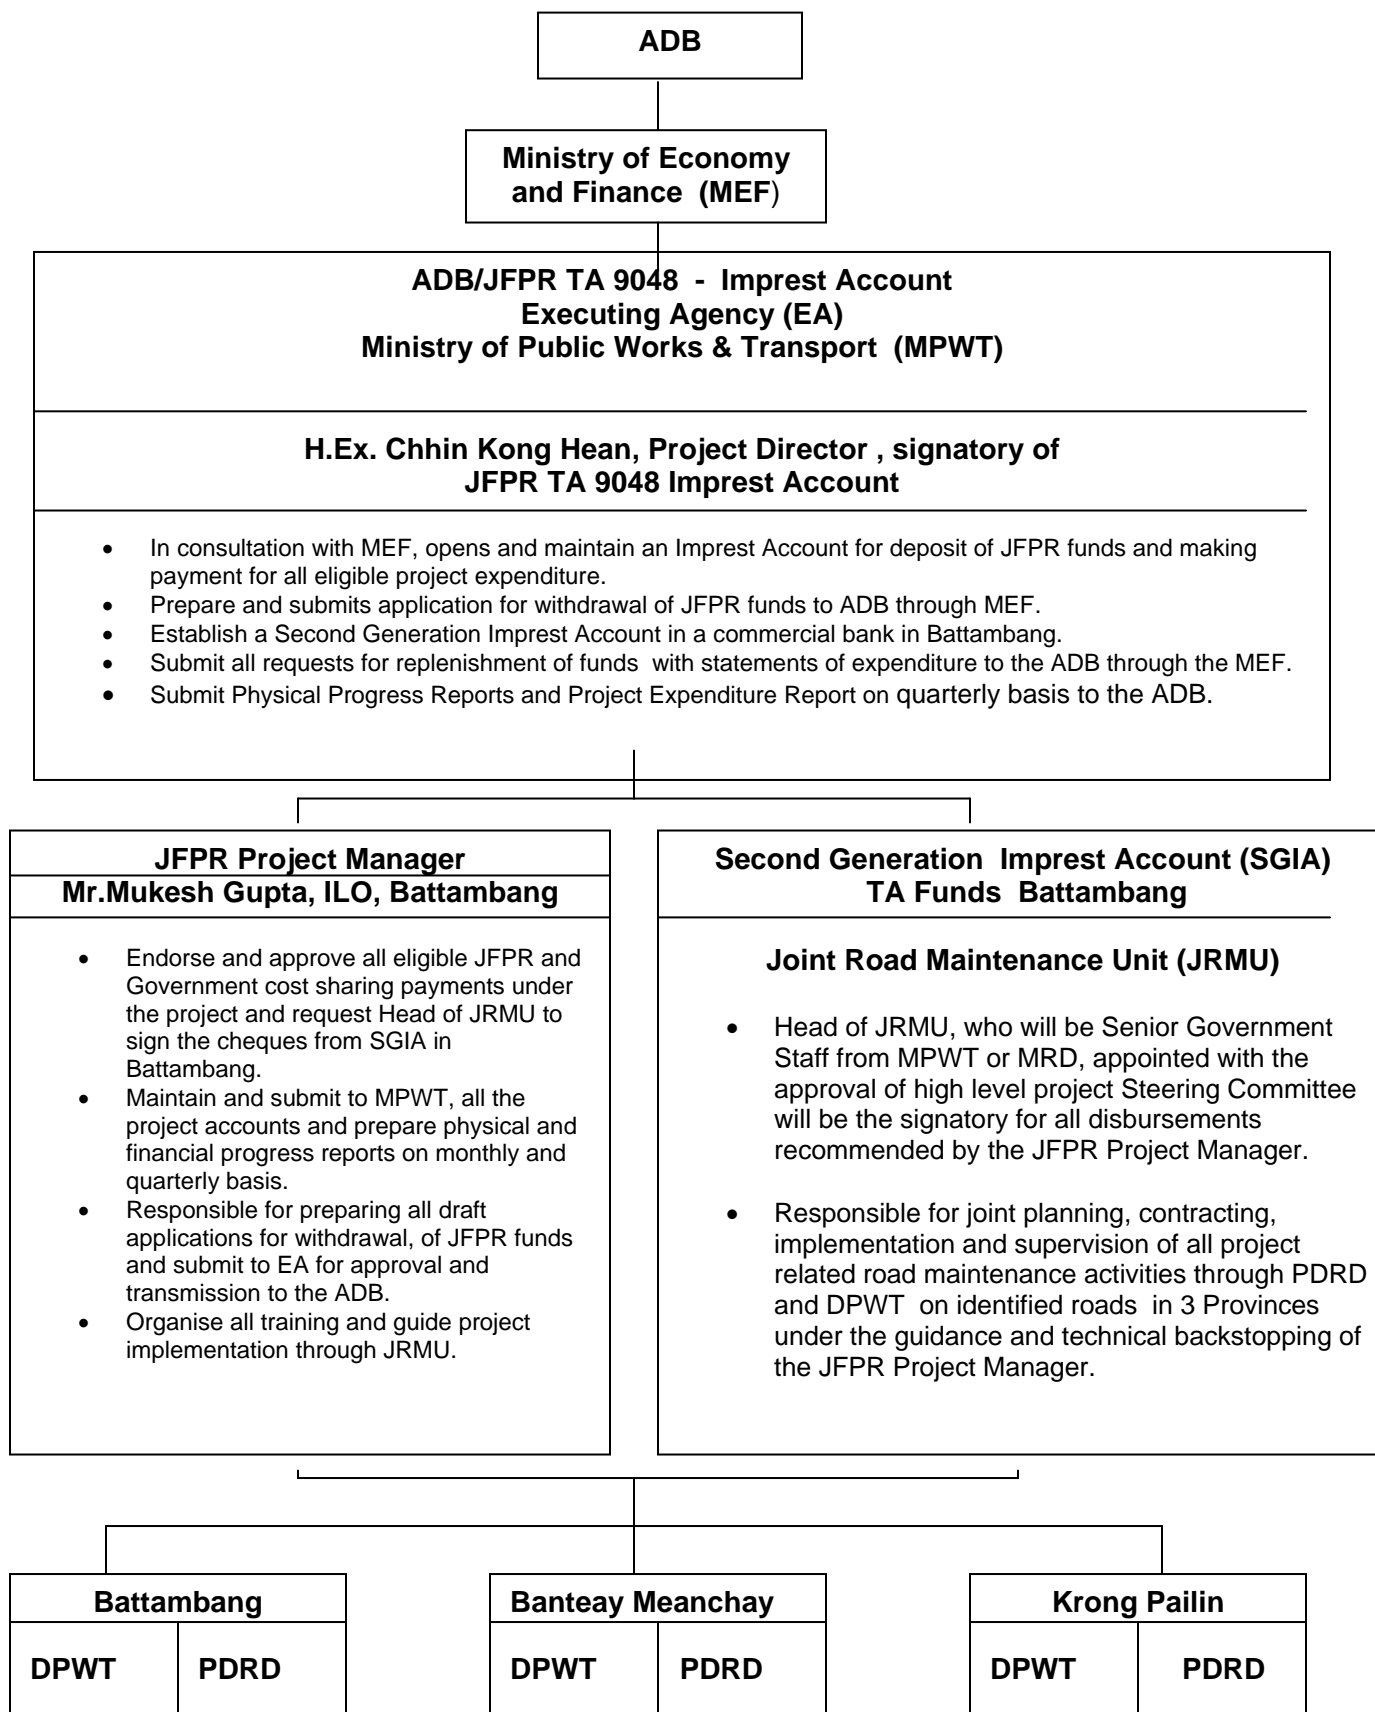 ADB
Ministry of Economy
and Finance  (MEF)
ADB/JFPR TA 9048  -  Imprest Account
Executing Agency (EA)
Ministry of Public Works & Transport  (MPWT)
H.Ex. Chhin Kong Hean, Project Director , signatory of
JFPR TA 9048 Imprest Account
• In consultation with MEF, opens and maintain an Imprest Account for deposit of JFPR funds and making
payment for all eligible project expenditure.
• Prepare and submits application for withdrawal of JFPR funds to ADB through MEF.
• Establish a Second Generation Imprest Account in a commercial bank in Battambang.
• Submit all requests for replenishment of funds  with statements of expenditure to the ADB through the MEF.
• Submit Physical Progress Reports and Project Expenditure Report on quarterly basis to the ADB.
JFPR Project Manager
Mr.Mukesh Gupta, ILO, Battambang
• Endorse and approve all eligible JFPR and
Government cost sharing payments under
the project and request Head of JRMU to
sign the cheques from SGIA in
Battambang.
• Maintain and submit to MPWT, all the
project accounts and prepare physical and
financial progress reports on monthly and
quarterly basis.
• Responsible for preparing all draft
applications for withdrawal, of JFPR funds
and submit to EA for approval and
transmission to the ADB.
• Organise all training and guide project
implementation through JRMU.
Second Generation  Imprest Account (SGIA)
TA Funds  Battambang
Joint Road Maintenance Unit (JRMU)
• Head of JRMU, who will be Senior Government
Staff from MPWT or MRD, appointed with the
approval of high level project Steering Committee
will be the signatory for all disbursements
recommended by the JFPR Project Manager.
• Responsible for joint planning, contracting,
implementation and supervision of all project
related road maintenance activities through PDRD
and DPWT  on identified roads  in 3 Provinces
under the guidance and technical backstopping of
the JFPR Project Manager.
Battambang
DPWT PDRD
Banteay Meanchay
DPWT PDRD
Krong Pailin
DPWT PDRD